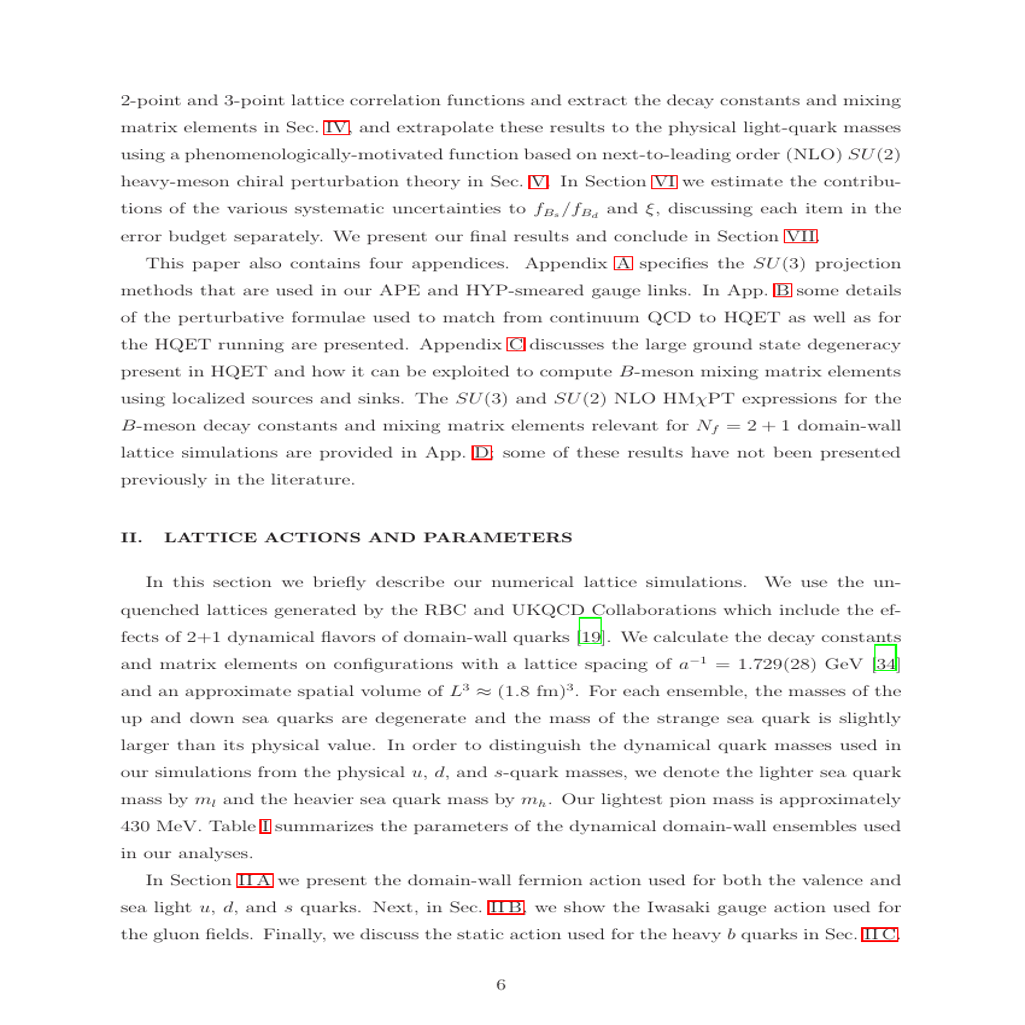 2-point and 3-point lattice correlation functions and extract the decay constants and mixing
matrix elements in Sec. IV, and extrapolate these results to the physical light-quark masses
using a phenomenologically-motivated function based on next-to-leading order (NLO) SU(2)
heavy-meson chiral perturbation theory in Sec. V. In Section VI we estimate the contribu-
tions of the various systematic uncertainties to f_{B_s}/f_{B_d} and ξ, discussing each item in the
error budget separately. We present our final results and conclude in Section VII.
This paper also contains four appendices. Appendix A specifies the SU(3) projection
methods that are used in our APE and HYP-smeared gauge links. In App. B some details
of the perturbative formulae used to match from continuum QCD to HQET as well as for
the HQET running are presented. Appendix C discusses the large ground state degeneracy
present in HQET and how it can be exploited to compute B-meson mixing matrix elements
using localized sources and sinks. The SU(3) and SU(2) NLO HMχPT expressions for the
B-meson decay constants and mixing matrix elements relevant for N_f = 2 + 1 domain-wall
lattice simulations are provided in App. D; some of these results have not been presented
previously in the literature.
II. LATTICE ACTIONS AND PARAMETERS
In this section we briefly describe our numerical lattice simulations. We use the un-
quenched lattices generated by the RBC and UKQCD Collaborations which include the ef-
fects of 2+1 dynamical flavors of domain-wall quarks [19]. We calculate the decay constants
and matrix elements on configurations with a lattice spacing of a⁻¹ = 1.729(28) GeV [34]
and an approximate spatial volume of L³ ≈ (1.8 fm)³. For each ensemble, the masses of the
up and down sea quarks are degenerate and the mass of the strange sea quark is slightly
larger than its physical value. In order to distinguish the dynamical quark masses used in
our simulations from the physical u, d, and s-quark masses, we denote the lighter sea quark
mass by m_l and the heavier sea quark mass by m_h. Our lightest pion mass is approximately
430 MeV. Table I summarizes the parameters of the dynamical domain-wall ensembles used
in our analyses.
In Section II A we present the domain-wall fermion action used for both the valence and
sea light u, d, and s quarks. Next, in Sec. II B, we show the Iwasaki gauge action used for
the gluon fields. Finally, we discuss the static action used for the heavy b quarks in Sec. II C.
6